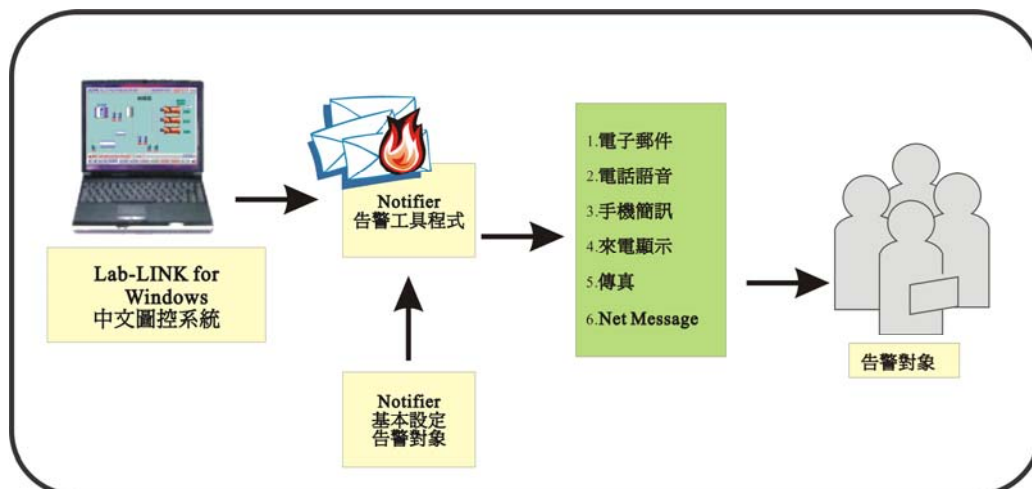 Lab-LINK for
Windows
中文圖控系統
Notifier
告警工具程式
Notifier
基本設定
告警對象
1.電子郵件
2.電話語音
3.手機簡訊
4.來電顯示
5.傳真
6.Net Message
告警對象